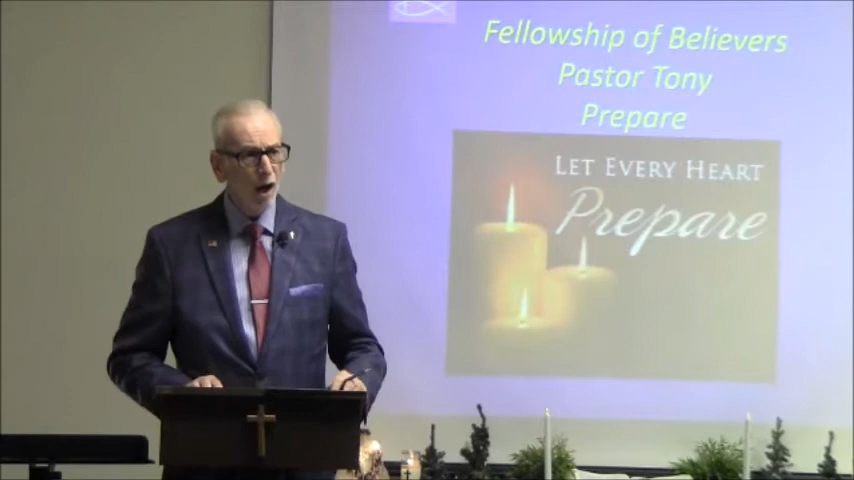 Fellowship of Believers
Pastor Tony
Prepare
LET EVERY HEART
Prepare